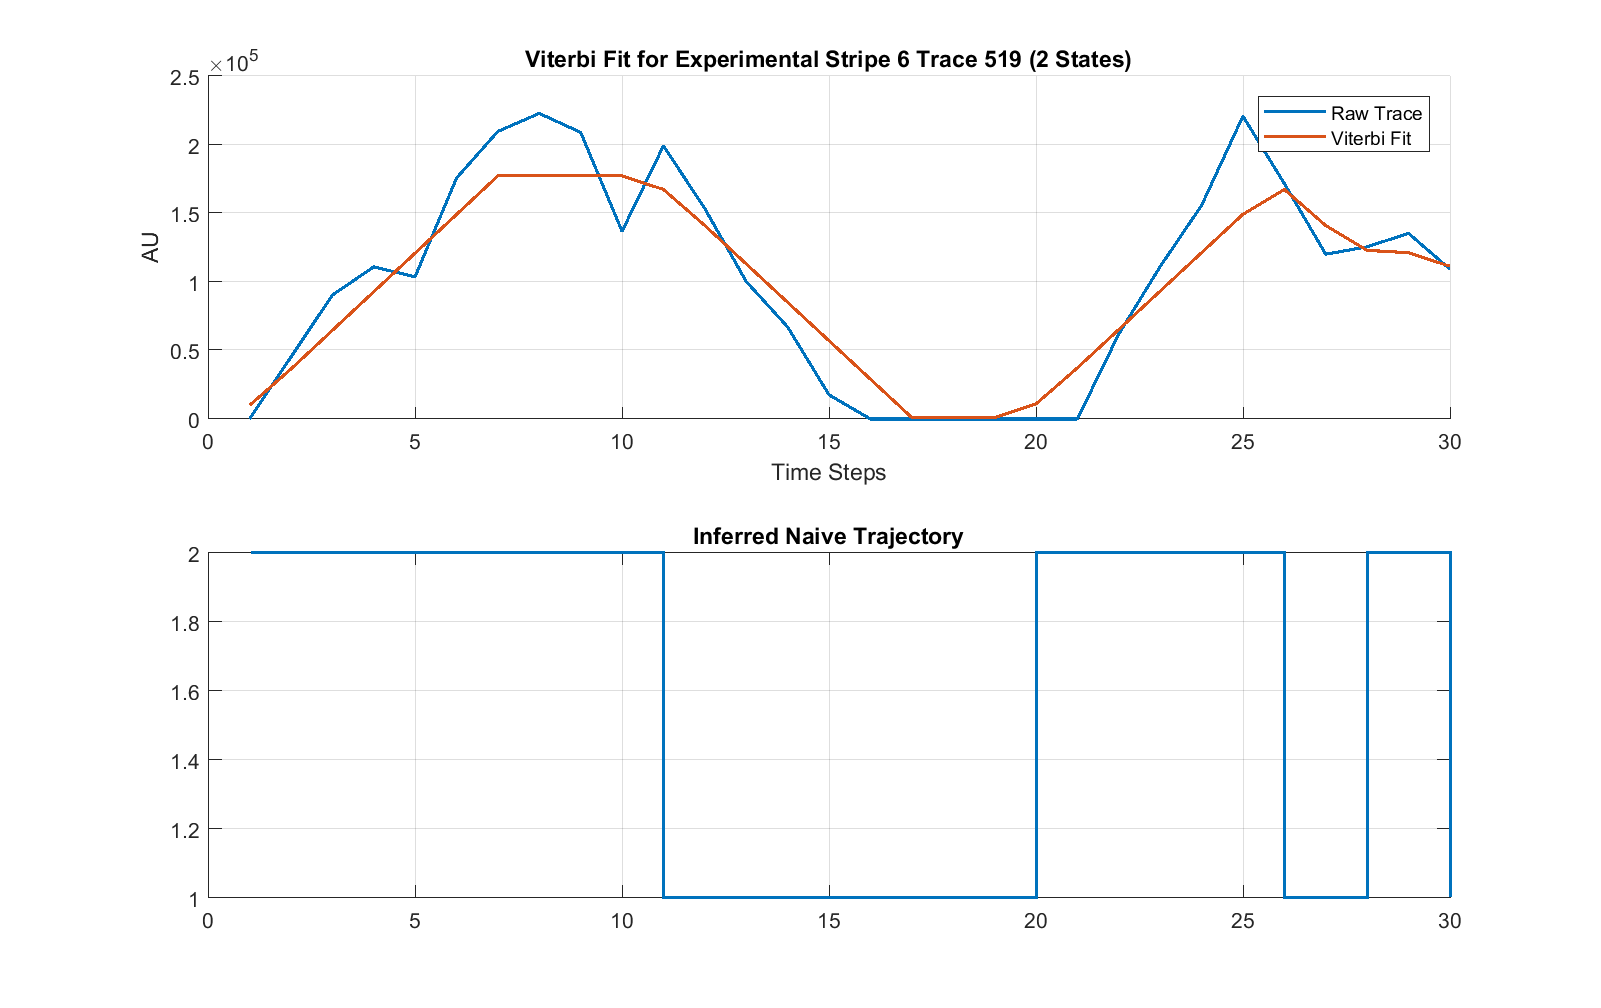 Viterbi Fit for Experimental Stripe 6 Trace 519 (2 States)
×10^5
2.5
2
1.5
1
0.5
0
AU
Raw Trace
Viterbi Fit
0 5 10 15 20 25 30
Time Steps
Inferred Naive Trajectory
2
1.8
1.6
1.4
1.2
1
0 5 10 15 20 25 30